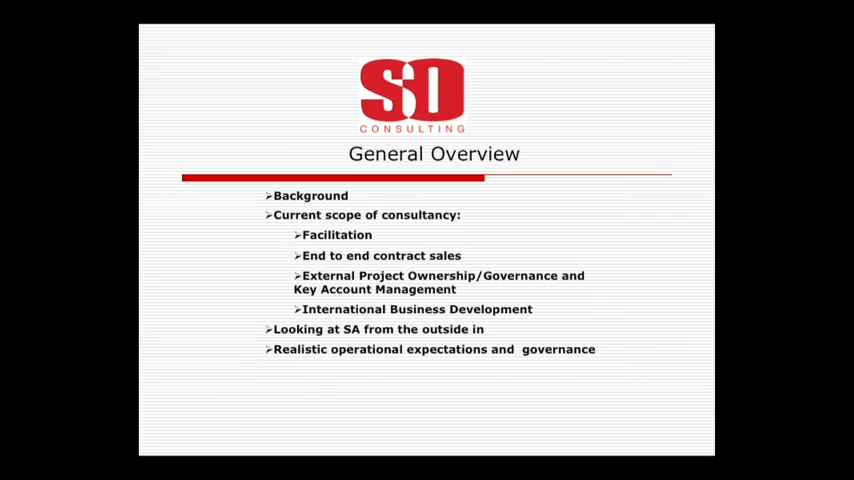 SD
CONSULTING
General Overview
➢Background
➢Current scope of consultancy:
➢Facilitation
➢End to end contract sales
➢External Project Ownership/Governance and
Key Account Management
➢International Business Development
➢Looking at SA from the outside in
➢Realistic operational expectations and  governance